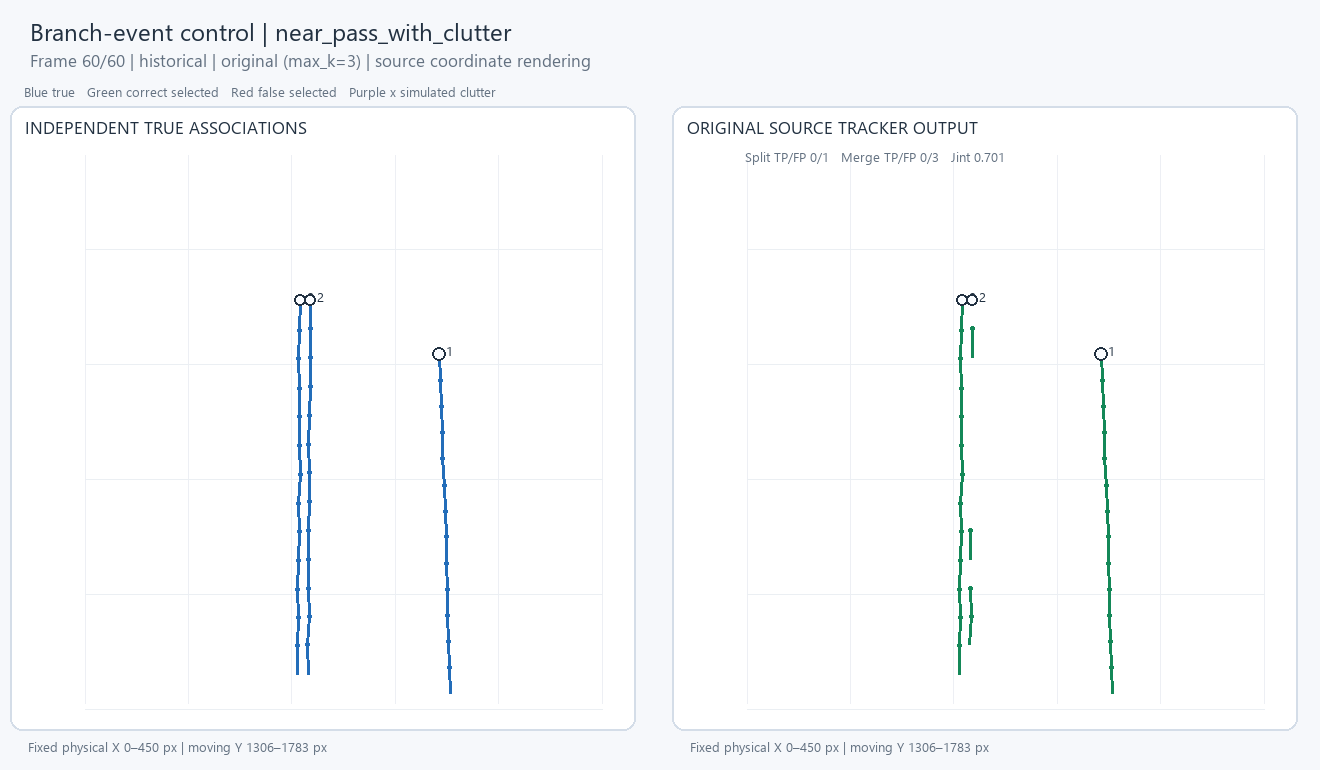 Branch-event control | near_pass_with_clutter
Frame 60/60 | historical | original (max_k=3) | source coordinate rendering
Blue true Green correct selected Red false selected Purple x simulated clutter
INDEPENDENT TRUE ASSOCIATIONS
2
1
Fixed physical X 0–450 px | moving Y 1306–1783 px
ORIGINAL SOURCE TRACKER OUTPUT
Split TP/FP 0/1 Merge TP/FP 0/3 Jint 0.701
2
1
Fixed physical X 0–450 px | moving Y 1306–1783 px